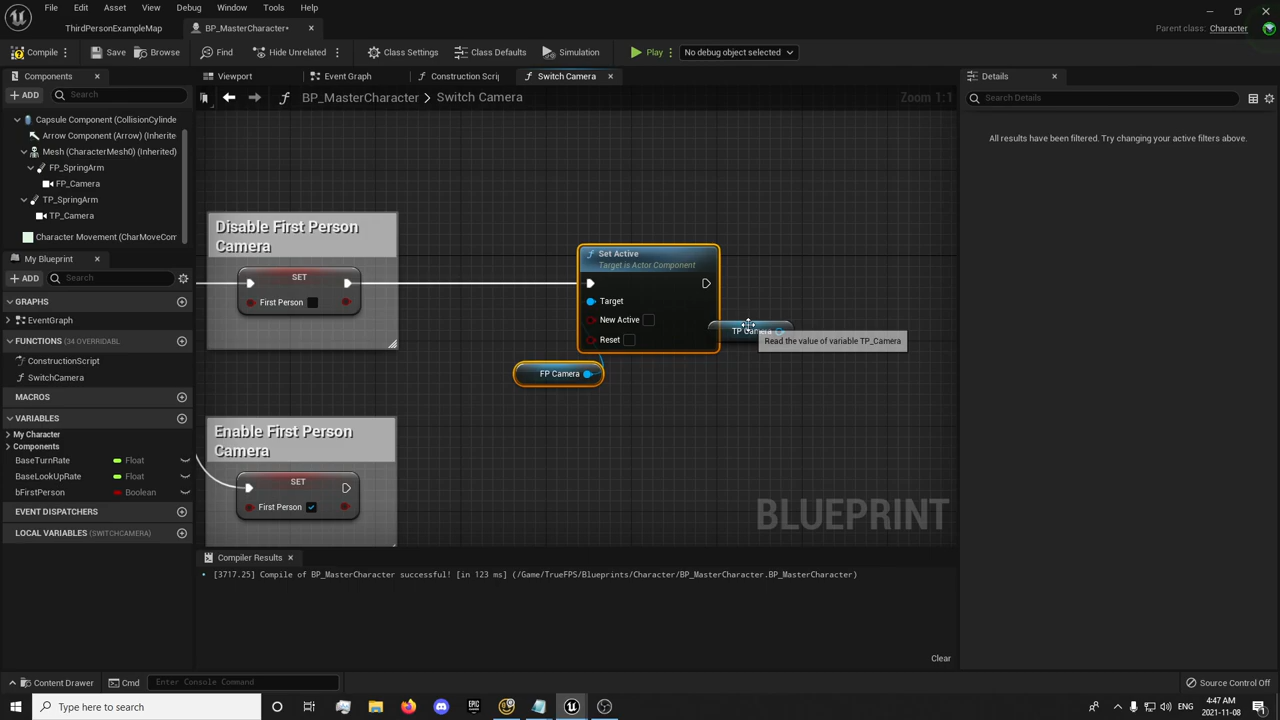 File Edit Asset View Debug Window Tools Help
ThirdPersonExampleMap
BP_MasterCharacter*
Parent class: Character
Compile Save Browse Find Hide Unrelated Class Settings Class Defaults Simulation Play No debug object selected
Components
ADD Search
Capsule Component (CollisionCylinde
Arrow Component (Arrow) (Inherited
Mesh (CharacterMesh0) (Inherited)
FP_SpringArm
FP_Camera
TP_SpringArm
TP_Camera
Character Movement (CharMoveCom
My Blueprint
ADD Search
GRAPHS
EventGraph
FUNCTIONS (34 OVERRIDABL
ConstructionScript
SwitchCamera
MACROS
VARIABLES
My Character
Components
BaseTurnRate Float
BaseLookUpRate Float
bFirstPerson Boolean
EVENT DISPATCHERS
LOCAL VARIABLES (SWITCHCAMERA)
Viewport Event Graph Construction Scrip Switch Camera
BP_MasterCharacter > Switch Camera
Zoom 1:1
Disable First Person
Camera
SET
First Person
Set Active
Target is Actor Component
Target
New Active
Reset
FP Camera
TP Camera
Read the value of variable TP_Camera
Enable First Person
Camera
SET
First Person
BLUEPRINT
Details
Search Details
All results have been filtered. Try changing your active filters above.
Compiler Results
[3717.25] Compile of BP_MasterCharacter successful! [in 123 ms] (/Game/TrueFPS/Blueprints/Character/BP_MasterCharacter.BP_MasterCharacter)
Clear
Content Drawer Cmd Enter Console Command
Source Control Off
Type here to search
EPIC
4:47 AM
2021-11-08